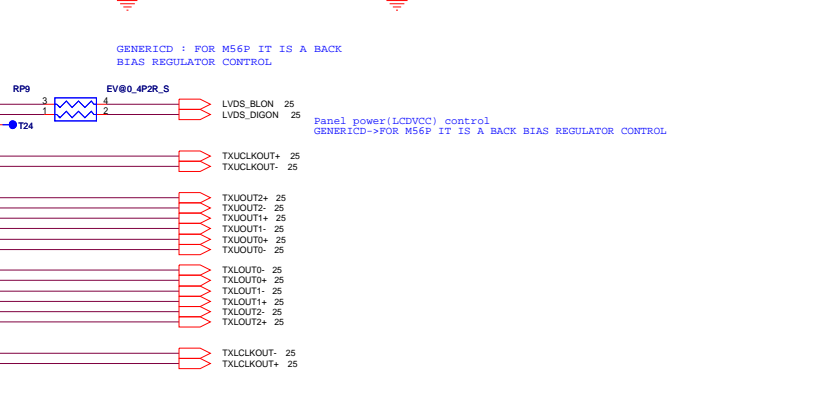 GENERICD : FOR M56P IT IS A BACK
BIAS REGULATOR CONTROL
RP9 EV@0_4P2R_S
3 4 LVDS_BLON 25
1 2 LVDS_DIGON 25
Panel power(LCDVCC) control
T24
GENERICD->FOR M56P IT IS A BACK BIAS REGULATOR CONTROL
TXUCLKOUT+ 25
TXUCLKOUT- 25
TXUOUT2+ 25
TXUOUT2- 25
TXUOUT1+ 25
TXUOUT1- 25
TXUOUT0+ 25
TXUOUT0- 25
TXLOUT0- 25
TXLOUT0+ 25
TXLOUT1- 25
TXLOUT1+ 25
TXLOUT2- 25
TXLOUT2+ 25
TXLCLKOUT- 25
TXLCLKOUT+ 25